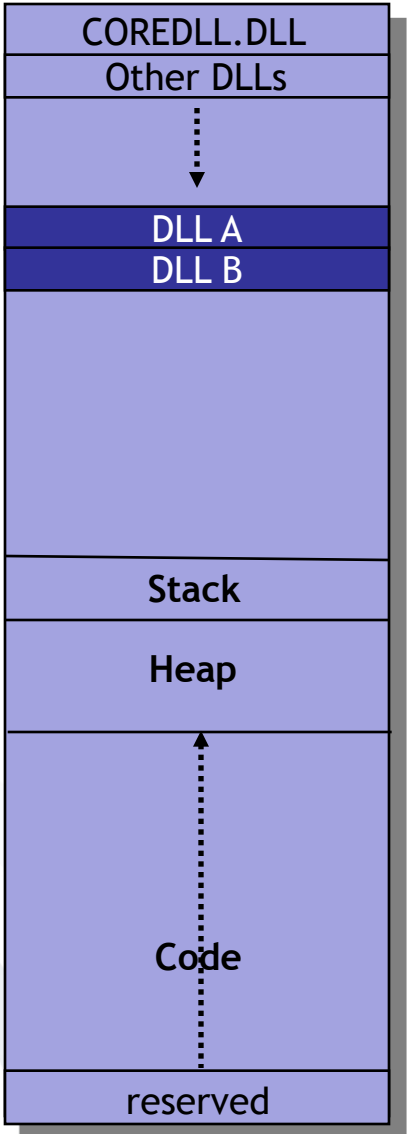 COREDLL.DLL
Other DLLs
DLL A
DLL B
Stack
Heap
Code
reserved